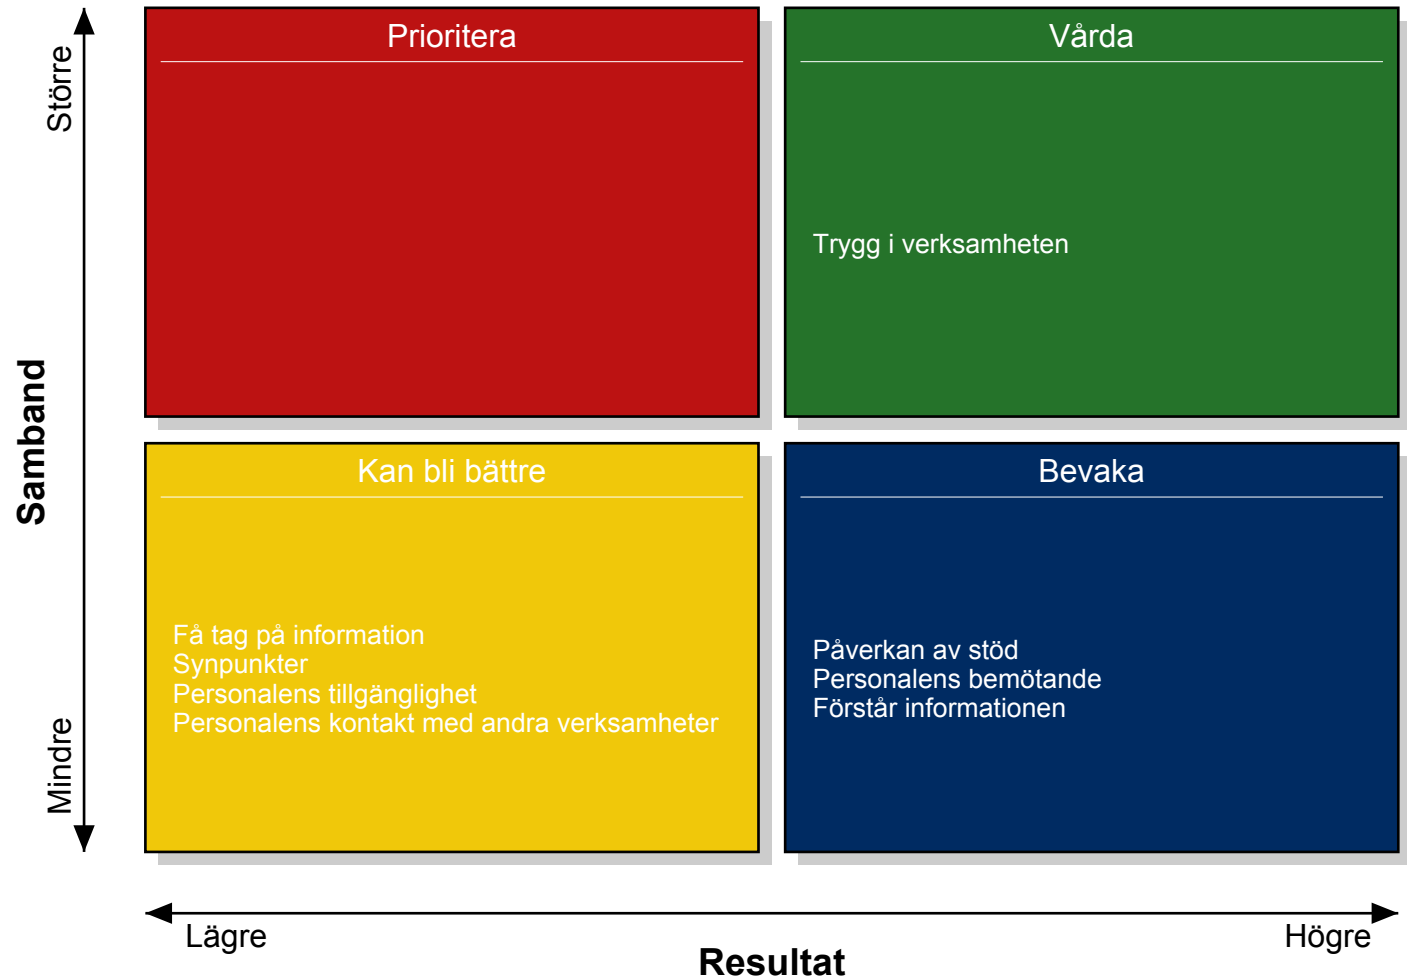 Större
Samband
Mindre
Prioritera
Vårda
Trygg i verksamheten
Kan bli bättre
Få tag på information
Synpunkter
Personalens tillgänglighet
Personalens kontakt med andra verksamheter
Bevaka
Påverkan av stöd
Personalens bemötande
Förstår informationen
Lägre
Högre
Resultat